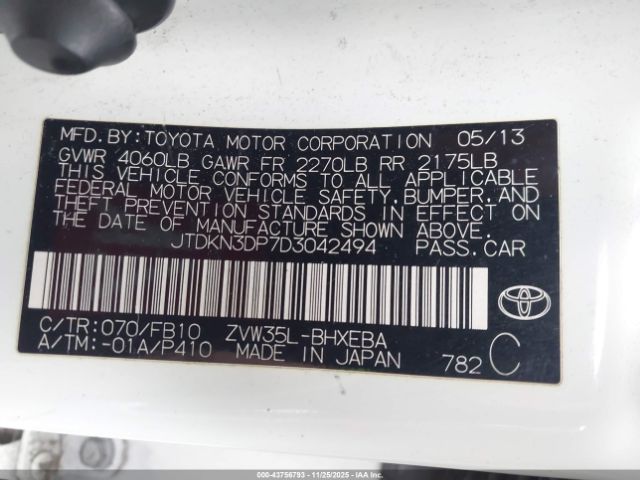 MFD.BY:TOYOTA MOTOR CORPORATION 05/13
GVWR 4060LB GAWR FR 2270LB RR 2175LB
THIS VEHICLE CONFORMS TO ALL APPLICABLE
FEDERAL MOTOR VEHICLE SAFETY,BUMPER,AND
THEFT PREVENTION STANDARDS IN EFFECT ON
THE DATE OF MANUFACTURE SHOWN ABOVE.
JTDKN3DP7D3042494 PASS.CAR
C/TR:070/FB10 ZVW35L-BHXEBA
A/TM:-01A/P410 MADE IN JAPAN 782 C
000-43756793 - 11/25/2025 - IAA, Inc.